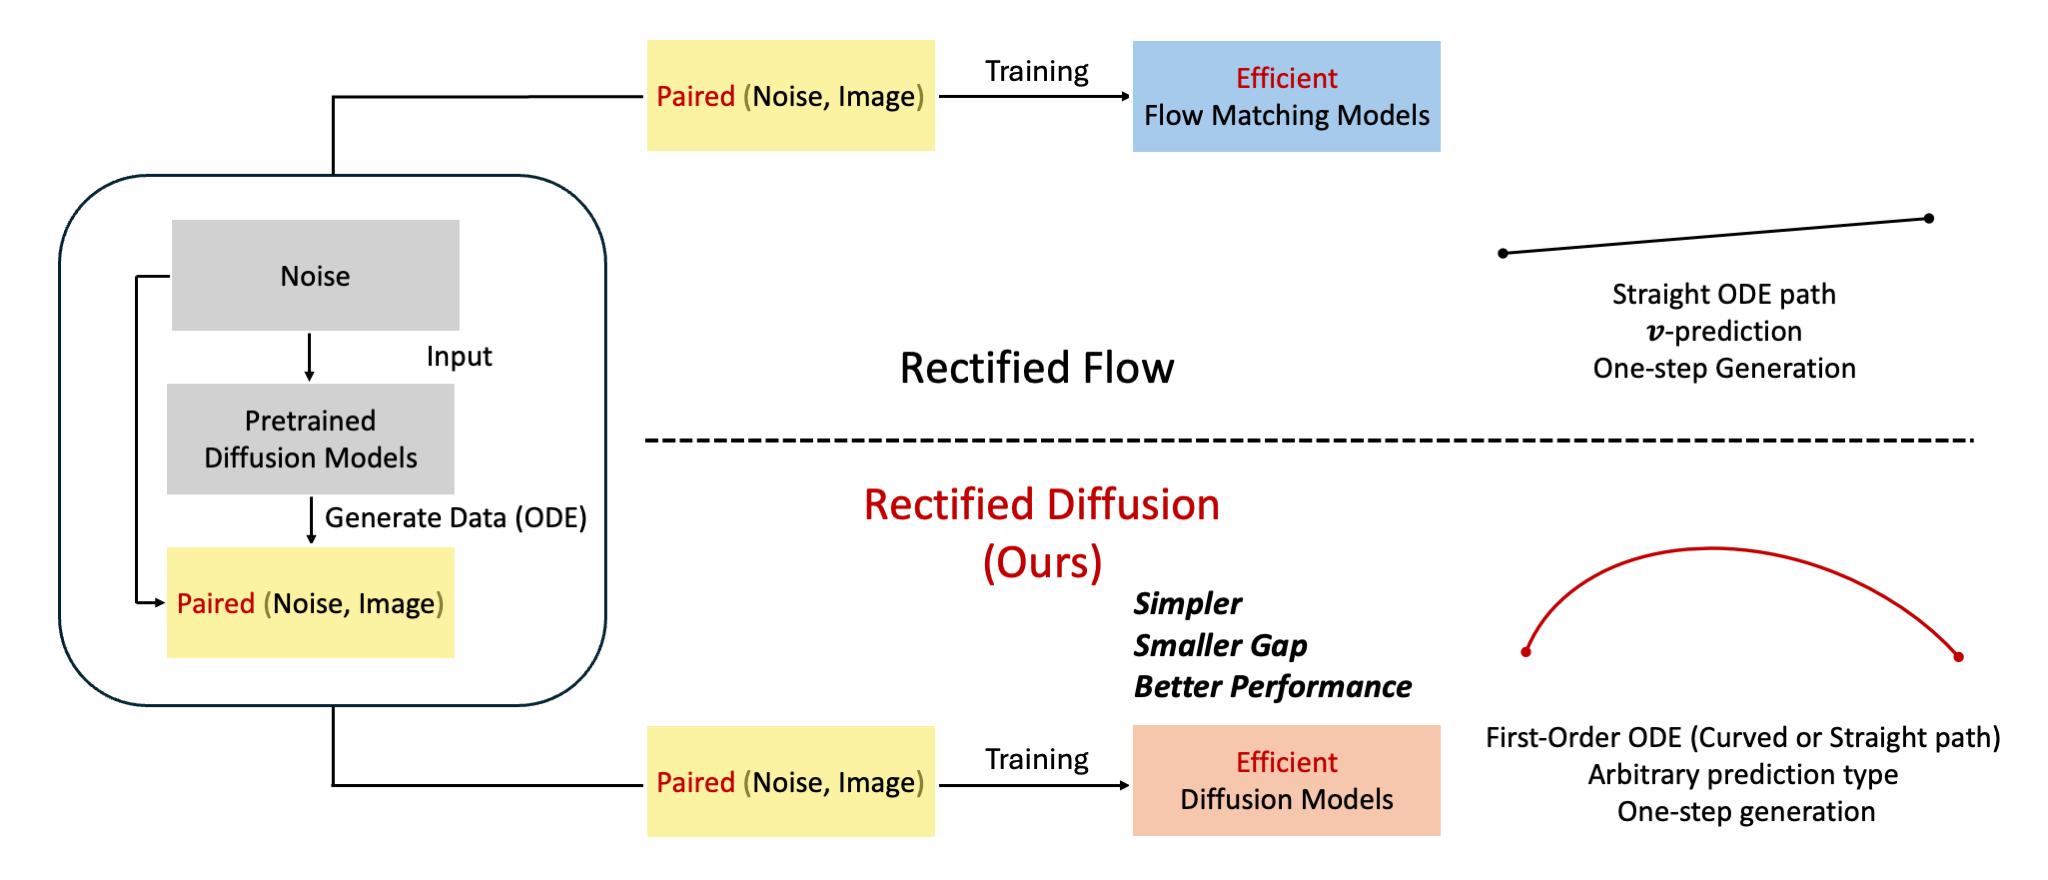 Paired (Noise, Image)
Training
Efficient
Flow Matching Models
Noise
Input
Pretrained
Diffusion Models
Generate Data (ODE)
Paired (Noise, Image)
Straight ODE path
v-prediction
One-step Generation
Rectified Flow
Rectified Diffusion
(Ours)
Simpler
Smaller Gap
Better Performance
Paired (Noise, Image)
Training
Efficient
Diffusion Models
First-Order ODE (Curved or Straight path)
Arbitrary prediction type
One-step generation